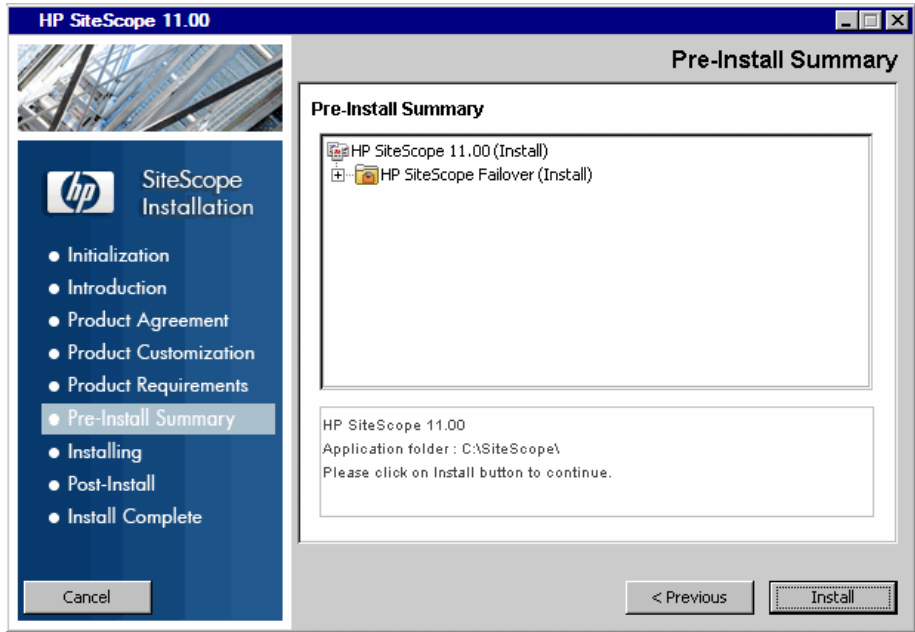 HP SiteScope 11.00
Pre-Install Summary
hp
SiteScope
Installation
Initialization
Introduction
Product Agreement
Product Customization
Product Requirements
Pre-Install Summary
Installing
Post-Install
Install Complete
Pre-Install Summary
HP SiteScope 11.00 (Install)
HP SiteScope Failover (Install)
HP SiteScope 11.00
Application folder : C:\SiteScope\
Please click on Install button to continue.
Cancel
< Previous
Install